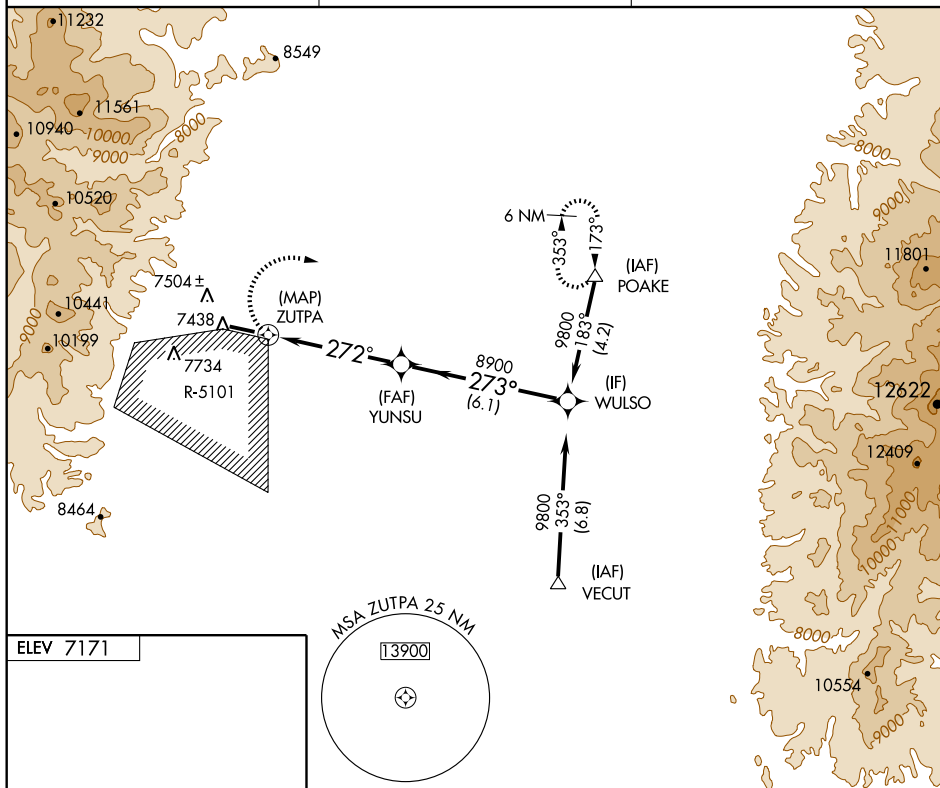 11232
8549
11561
10940
10000
9000
8000
10520
6 NM
353°
173°
(IAF)
POAKE
7504 ±
(MAP)
ZUTPA
7438
10441
9000
10199
7734
R-5101
272°
(FAF)
YUNSU
8900
273°
(6.1)
9800
183°
(4.2)
(IF)
WULSO
8464
9800
353°
(6.8)
(IAF)
VECUT
8000
9000
11801
12622
12409
11000
10000
8000
10554
9000
ELEV 7171
MSA ZUTPA 25 NM
13900